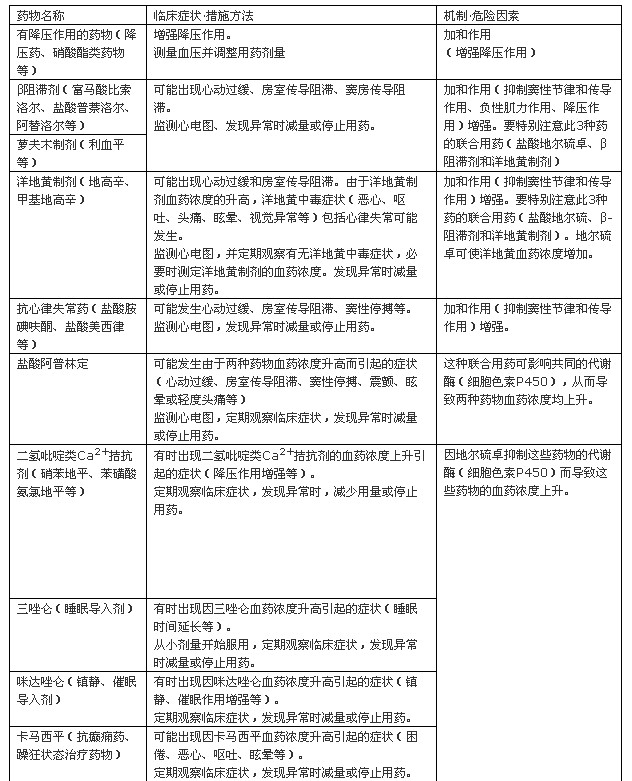 药物名称
临床症状·措施方法
机制·危险因素
有降压作用的药物（降
压药、硝酸酯类药物
等）
增强降压作用。
测量血压并调整用药剂量
加和作用
（增强降压作用）
β阻滞剂（富马酸比索
洛尔、盐酸普萘洛尔、
阿替洛尔等）
萝夫木制剂（利血平
等）
可能出现心动过缓、房室传导阻滞、窦房传导阻
滞。
监测心电图、发现异常时减量或停止用药。
加和作用（抑制窦性节律和传导
作用、负性肌力作用、降压作
用）增强。要特别注意此3种药
的联合用药（盐酸地尔硫卓、β
阻滞剂和洋地黄制剂）
洋地黄制剂（地高辛、
甲基地高辛）
可能出现心动过缓和房室传导阻滞。由于洋地黄制
剂血药浓度的升高，洋地黄中毒症状（恶心、呕
吐、头痛、眩晕、视觉异常等）包括心律失常可能
发生。
监测心电图，并定期观察有无洋地黄中毒症状，必
要时测定洋地黄制剂的血药浓度。发现异常时减量
或停止用药。
加和作用（抑制窦性节律和传导
作用）增强。要特别注意此3种
药的联合用药（盐酸地尔硫、β-
阻滞剂和洋地黄制剂）。地尔硫
卓可使洋地黄血药浓度增加。
抗心律失常药（盐酸胺
碘呋酮、盐酸美西律
等）
可能发生心动过缓、房室传导阻滞、窦性停搏等。
监测心电图，发现异常时减量或停止用药。
加和作用（抑制窦性节律和传导
作用）增强。
盐酸阿普林定
可能发生由于两种药物血药浓度升高而引起的症状
（心动过缓、房室传导阻滞、窦性停搏、震颤、眩
晕或轻度头痛等）
监测心电图，定期观察临床症状，发现异常时减量
或停止用药。
这种联合用药可影响共同的代谢
酶（细胞色素P450），从而导
致两种药物血药浓度均上升。
二氢吡啶类Ca2+拮抗
剂（硝苯地平、苯磺酸
氨氯地平等）
有时出现二氢吡啶类Ca2+拮抗剂的血药浓度上升引
起的症状（降压作用增强等）。
定期观察临床症状，发现异常时，减少用量或停止
用药。
因地尔硫卓抑制这些药物的代谢
酶（细胞色素P450）而导致这
些药物的血药浓度上升。
三唑仑（睡眠导入剂）
有时出现因三唑仑血药浓度升高引起的症状（睡眠
时间延长等）。
从小剂量开始服用，定期观察临床症状，发现异常
时减量或停止用药。
咪达唑仑（镇静、催眠
导入剂）
有时出现因咪达唑仑血药浓度升高引起的症状（镇
静、催眠作用增强等）。
定期观察临床症状，发现异常时减量或停止用药。
卡马西平（抗癫痫药、
躁狂状态治疗药物）
可能出现因卡马西平血药浓度升高引起的症状（困
倦、恶心、呕吐、眩晕等）。
定期观察临床症状，发现异常时减量或停止用药。